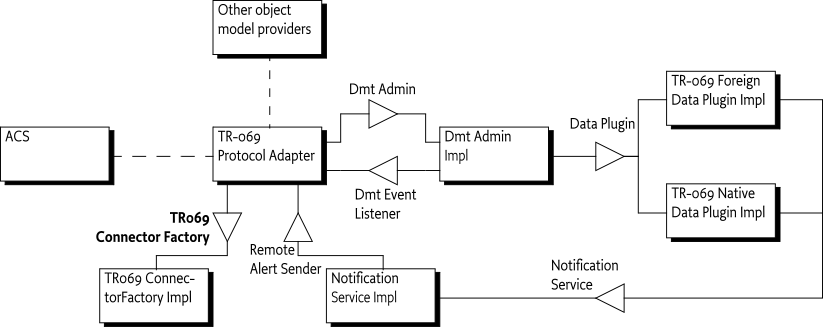 Other object
model providers
Dmt Admin
TR-069 Foreign
Data Plugin Impl
ACS
TR-069
Protocol Adapter
Dmt Admin
Impl
Data Plugin
Dmt Event
Listener
TR-069 Native
Data Plugin Impl
TR069
Connector Factory
Remote
Alert Sender
TR069 Connec-
torFactory Impl
Notification
Service Impl
Notification
Service